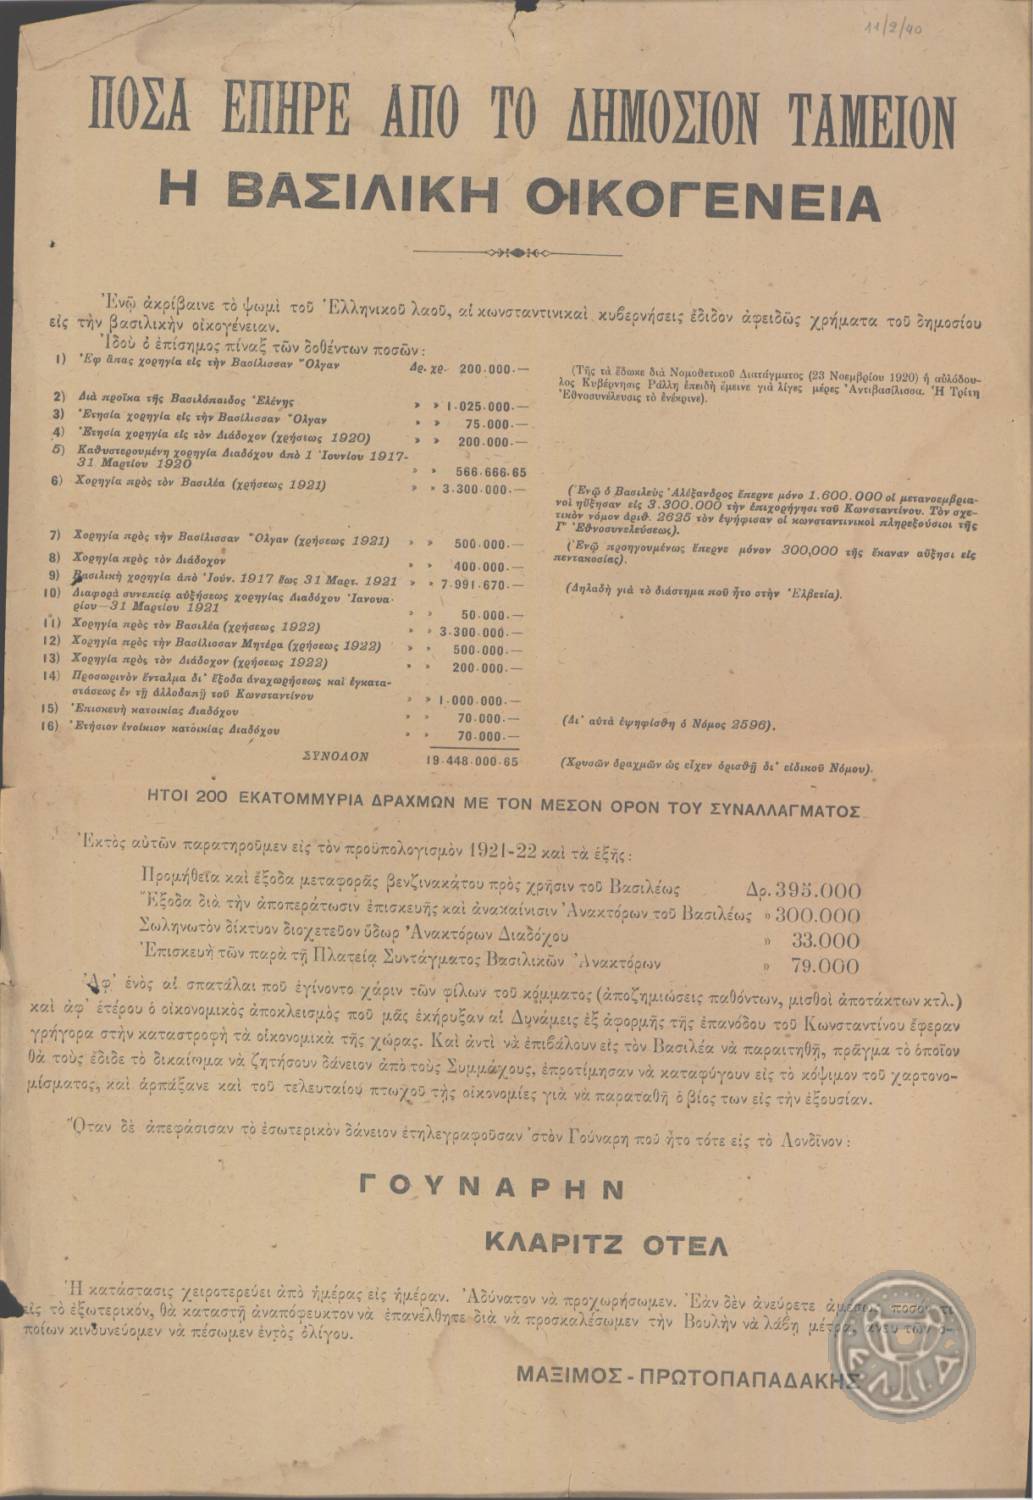 11/2/40
ΠΟΣΑ ΕΠΗΡΕ ΑΠΟ ΤΟ ΔΗΜΟΣΙΟΝ ΤΑΜΕΙΟΝ
Η ΒΑΣΙΛΙΚΗ ΟΙΚΟΓΕΝΕΙΑ
Ἐνῷ ἀκρίβαινε τὸ ψωμὶ τοῦ Ἑλληνικοῦ λαοῦ, αἱ κωνσταντινικαὶ κυβερνήσεις ἔδιδον ἀφειδῶς χρήματα τοῦ δημοσίου
εἰς τὴν βασιλικὴν οἰκογένειαν.
Ἰδοὺ ὁ ἐπίσημος πίναξ τῶν δοθέντων ποσῶν:
1) Ἐφ ἅπας χορηγία εἰς τὴν Βασίλισσαν Ὄλγαν Δρ. χρ. 200.000.—
(Τῆς τὰ ἔδωκε διὰ Νομοθετικοῦ Διατάγματος (23 Νοεμβρίου 1920) ἡ αὐλόδου-
λος Κυβέρνησις Ράλλη ἐπειδὴ ἔμεινε γιὰ λίγες μέρες Ἀντιβασίλισσα. Ἡ Τρίτη
Ἐθνοσυνέλευσις τὸ ἐνέκρινε).
2) Διὰ προῖκα τῆς Βασιλόπαιδος Ἑλένης » » 1.025.000.—
3) Ἐτησία χορηγία εἰς τὴν Βασίλισσαν Ὄλγαν » » 75.000.—
4) Ἐτησία χορηγία εἰς τὸν Διάδοχον (χρήσεως 1920) » » 200.000.—
5) Καθυστερουμένη χορηγία Διαδόχου ἀπὸ 1 Ἰουνίου 1917-
31 Μαρτίου 1920 » » 566.666.65
6) Χορηγία πρὸς τὸν Βασιλέα (χρήσεως 1921) » » 3.300.000.—
(Ἐνῷ ὁ Βασιλεὺς Ἀλέξανδρος ἔπερνε μόνο 1.600.000 οἱ μετανοεμβρια-
νοὶ ηὔξησαν εἰς 3.300.000 τὴν ἐπιχορήγησι τοῦ Κωνσταντίνου. Τὸν σχε-
τικὸν νόμον ἀριθ. 2625 τὸν ἐψήφισαν οἱ κωνσταντινικοὶ πληρεξούσιοι τῆς
Γ′ Ἐθνοσυνελεύσεως).
7) Χορηγία πρὸς τὴν Βασίλισσαν Ὄλγαν (χρήσεως 1921) » » 500.000.—
(Ἐνῷ προηγουμένως ἔπερνε μόνον 300,000 τῆς ἔκαναν αὔξησι εἰς
πεντακοσίας).
8) Χορηγία πρὸς τὸν Διάδοχον » » 400.000.—
9) Βασιλικὴ χορηγία ἀπὸ Ἰούν. 1917 ἕως 31 Μαρτ. 1921 » » 7.991.670.—
(Δηλαδὴ γιὰ τὸ διάστημα ποῦ ἦτο στὴν Ἑλβετία).
10) Διαφορὰ συνεπείᾳ αὐξήσεως χορηγίας Διαδόχου Ἰανουα-
ρίου—31 Μαρτίου 1921 » » 50.000.—
11) Χορηγία πρὸς τὸν Βασιλέα (χρήσεως 1922) » » 3.300.000.—
12) Χορηγία πρὸς τὴν Βασίλισσαν Μητέρα (χρήσεως 1922) » » 500.000.—
13) Χορηγία πρὸς τὸν Διάδοχον (χρήσεως 1922) » » 200.000.—
14) Προσωρινὸν ἔνταλμα δι' ἔξοδα ἀναχωρήσεως καὶ ἐγκατα-
στάσεως ἐν τῇ ἀλλοδαπῇ τοῦ Κωνσταντίνου » » 1.000.000.—
15) Ἐπισκευὴ κατοικίας Διαδόχου » » 70.000.—
(Δι' αὐτὰ ἐψηφίσθη ὁ Νόμος 2596).
16) Ἐτήσιον ἐνοίκιον κατοικίας Διαδόχου » » 70.000.—
ΣΥΝΟΛΟΝ 19.448.000.65
(Χρυσῶν δραχμῶν ὡς εἶχεν ὁρισθῆ δι' εἰδικοῦ Νόμου).
ΗΤΟΙ 200 ΕΚΑΤΟΜΜΥΡΙΑ ΔΡΑΧΜΩΝ ΜΕ ΤΟΝ ΜΕΣΟΝ ΟΡΟΝ ΤΟΥ ΣΥΝΑΛΛΑΓΜΑΤΟΣ
Ἐκτὸς αὐτῶν παρατηροῦμεν εἰς τὸν προϋπολογισμὸν 1921-22 καὶ τὰ ἑξῆς:
Προμήθεια καὶ ἔξοδα μεταφορᾶς βενζινακάτου πρὸς χρῆσιν τοῦ Βασιλέως Δρ. 395.000
Ἔξοδα διὰ τὴν ἀποπεράτωσιν ἐπισκευῆς καὶ ἀνακαίνισιν Ἀνακτόρων τοῦ Βασιλέως » 300.000
Σωληνωτὸν δίκτυον διοχετεῦον ὕδωρ Ἀνακτόρων Διαδόχου » 33.000
Ἐπισκευὴ τῶν παρὰ τῇ Πλατείᾳ Συντάγματος Βασιλικῶν Ἀνακτόρων » 79.000
Ἀφ' ἑνὸς αἱ σπατάλαι ποῦ ἐγίνοντο χάριν τῶν φίλων τοῦ κόμματος (ἀποζημιώσεις παθόντων, μισθοὶ ἀποτάκτων κτλ.)
καὶ ἀφ' ἑτέρου ὁ οἰκονομικὸς ἀποκλεισμὸς ποῦ μᾶς ἐκήρυξαν αἱ Δυνάμεις ἐξ ἀφορμῆς τῆς ἐπανόδου τοῦ Κωνσταντίνου ἔφεραν
γρήγορα στὴν καταστροφὴ τὰ οἰκονομικὰ τῆς χώρας. Καὶ ἀντὶ νὰ ἐπιβάλουν εἰς τὸν Βασιλέα νὰ παραιτηθῇ, πρᾶγμα τὸ ὁποῖον
θὰ τοὺς ἔδιδε τὸ δικαίωμα νὰ ζητήσουν δάνειον ἀπὸ τοὺς Συμμάχους, ἐπροτίμησαν νὰ καταφύγουν εἰς τὸ κόψιμον τοῦ χαρτονο-
μίσματος, καὶ ἁρπάξανε καὶ τοῦ τελευταίου πτωχοῦ τῆς οἰκονομίες γιὰ νὰ παραταθῇ ὁ βίος των εἰς τὴν ἐξουσίαν.
Ὅταν δὲ ἀπεφάσισαν τὸ ἐσωτερικὸν δάνειον ἐτηλεγραφοῦσαν 'στὸν Γούναρη ποῦ ἦτο τότε εἰς τὸ Λονδῖνον:
ΓΟΥΝΑΡΗΝ
ΚΛΑΡΙΤΖ ΟΤΕΛ
Ἡ κατάστασις χειροτερεύει ἀπὸ ἡμέρας εἰς ἡμέραν. Ἀδύνατον νὰ προχωρήσωμεν. Ἐὰν δὲν ἀνεύρετε ἀμέσως ποσόν τι
εἰς τὸ ἐξωτερικόν, θὰ καταστῇ ἀναπόφευκτον νὰ ἐπανέλθητε διὰ νὰ προσκαλέσωμεν τὴν Βουλὴν νὰ λάβῃ μέτρα, ἄνευ τῶν ὁ-
ποίων κινδυνεύομεν νὰ πέσωμεν ἐντὸς ὀλίγου.
ΜΑΞΙΜΟΣ - ΠΡΩΤΟΠΑΠΑΔΑΚΗΣ
Ε Λ Ι Α